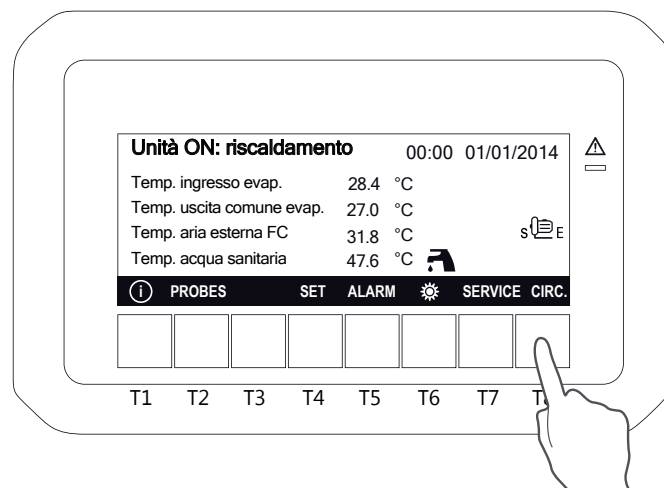 Unità ON: riscaldamento 00:00 01/01/2014
Temp. ingresso evap. 28.4 °C
Temp. uscita comune evap. 27.0 °C
Temp. aria esterna FC 31.8 °C
S E
Temp. acqua sanitaria 47.6 °C
i PROBES SET ALARM SERVICE CIRC.
T1 T2 T3 T4 T5 T6 T7